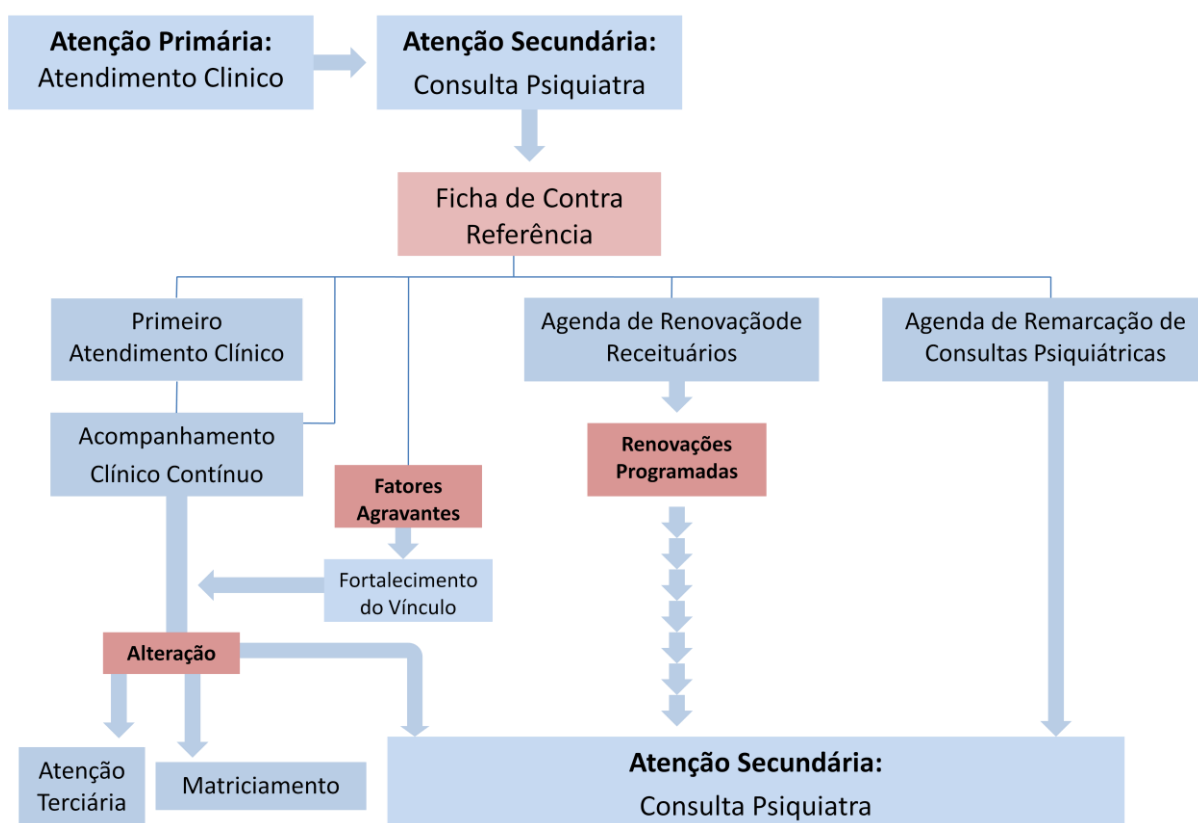 Atenção Primária:
Atendimento Clinico
Atenção Secundária:
Consulta Psiquiatra
Ficha de Contra
Referência
Primeiro
Atendimento Clínico
Agenda de Renovaçãode
Receituários
Agenda de Remarcação de
Consultas Psiquiátricas
Acompanhamento
Clínico Contínuo
Fatores
Agravantes
Renovações
Programadas
Fortalecimento
do Vínculo
Alteração
Atenção
Terciária
Matriciamento
Atenção Secundária:
Consulta Psiquiatra